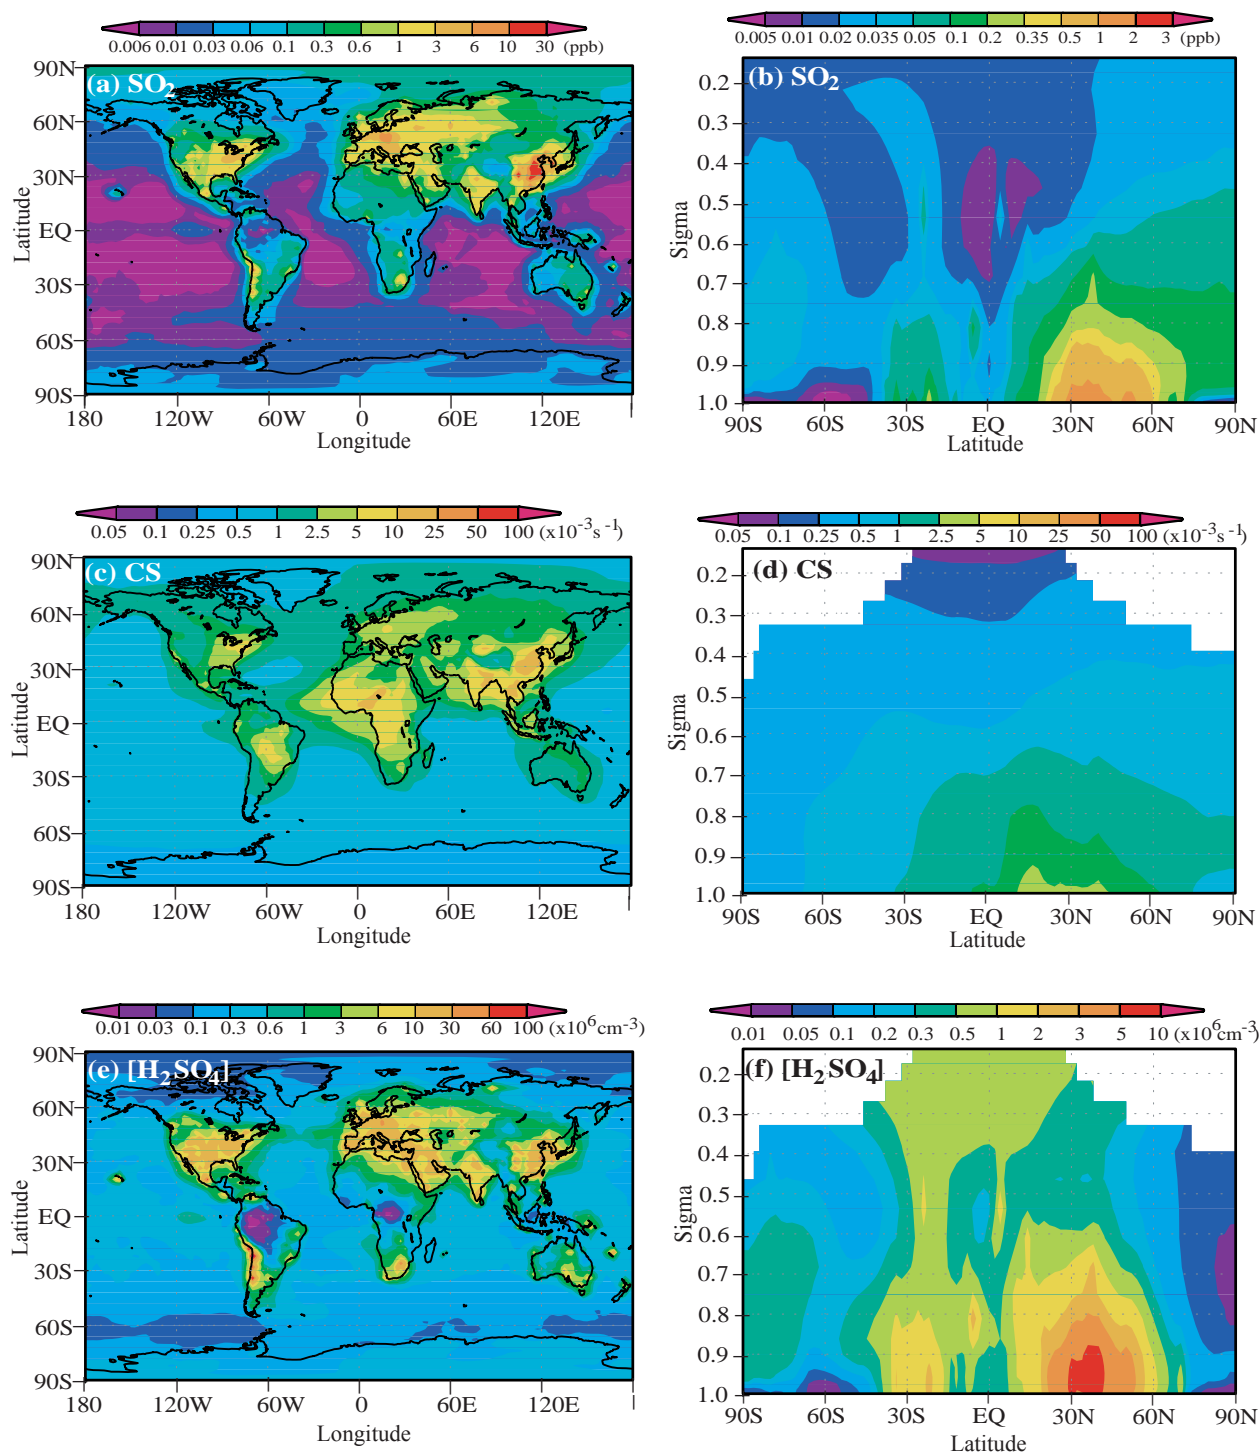 0.006 0.01 0.03 0.06 0.1 0.3 0.6 1 3 6 10 30 (ppb)
(a) SO2
90N
60N
30N
EQ
30S
60S
90S
Latitude
180 120W 60W 0 60E 120E
Longitude
0.005 0.01 0.02 0.035 0.05 0.1 0.2 0.35 0.5 1 2 3 (ppb)
(b) SO2
0.2
0.3
0.4
0.5
0.6
0.7
0.8
0.9
1.0
Sigma
90S 60S 30S EQ 30N 60N 90N
Latitude
0.05 0.1 0.25 0.5 1 2.5 5 10 25 50 100 (x10-3s-1)
(c) CS
90N
60N
30N
EQ
30S
60S
90S
Latitude
180 120W 60W 0 60E 120E
Longitude
0.05 0.1 0.25 0.5 1 2.5 5 10 25 50 100 (x10-3s-1)
(d) CS
0.2
0.3
0.4
0.5
0.6
0.7
0.8
0.9
1.0
Sigma
90S 60S 30S EQ 30N 60N 90N
Latitude
0.01 0.03 0.1 0.3 0.6 1 3 6 10 30 60 100 (x106cm-3)
(e) [H2SO4]
90N
60N
30N
EQ
30S
60S
90S
Latitude
180 120W 60W 0 60E 120E
Longitude
0.01 0.05 0.1 0.2 0.3 0.5 1 2 3 5 10 (x106cm-3)
(f) [H2SO4]
0.2
0.3
0.4
0.5
0.6
0.7
0.8
0.9
1.0
Sigma
90S 60S 30S EQ 30N 60N 90N
Latitude